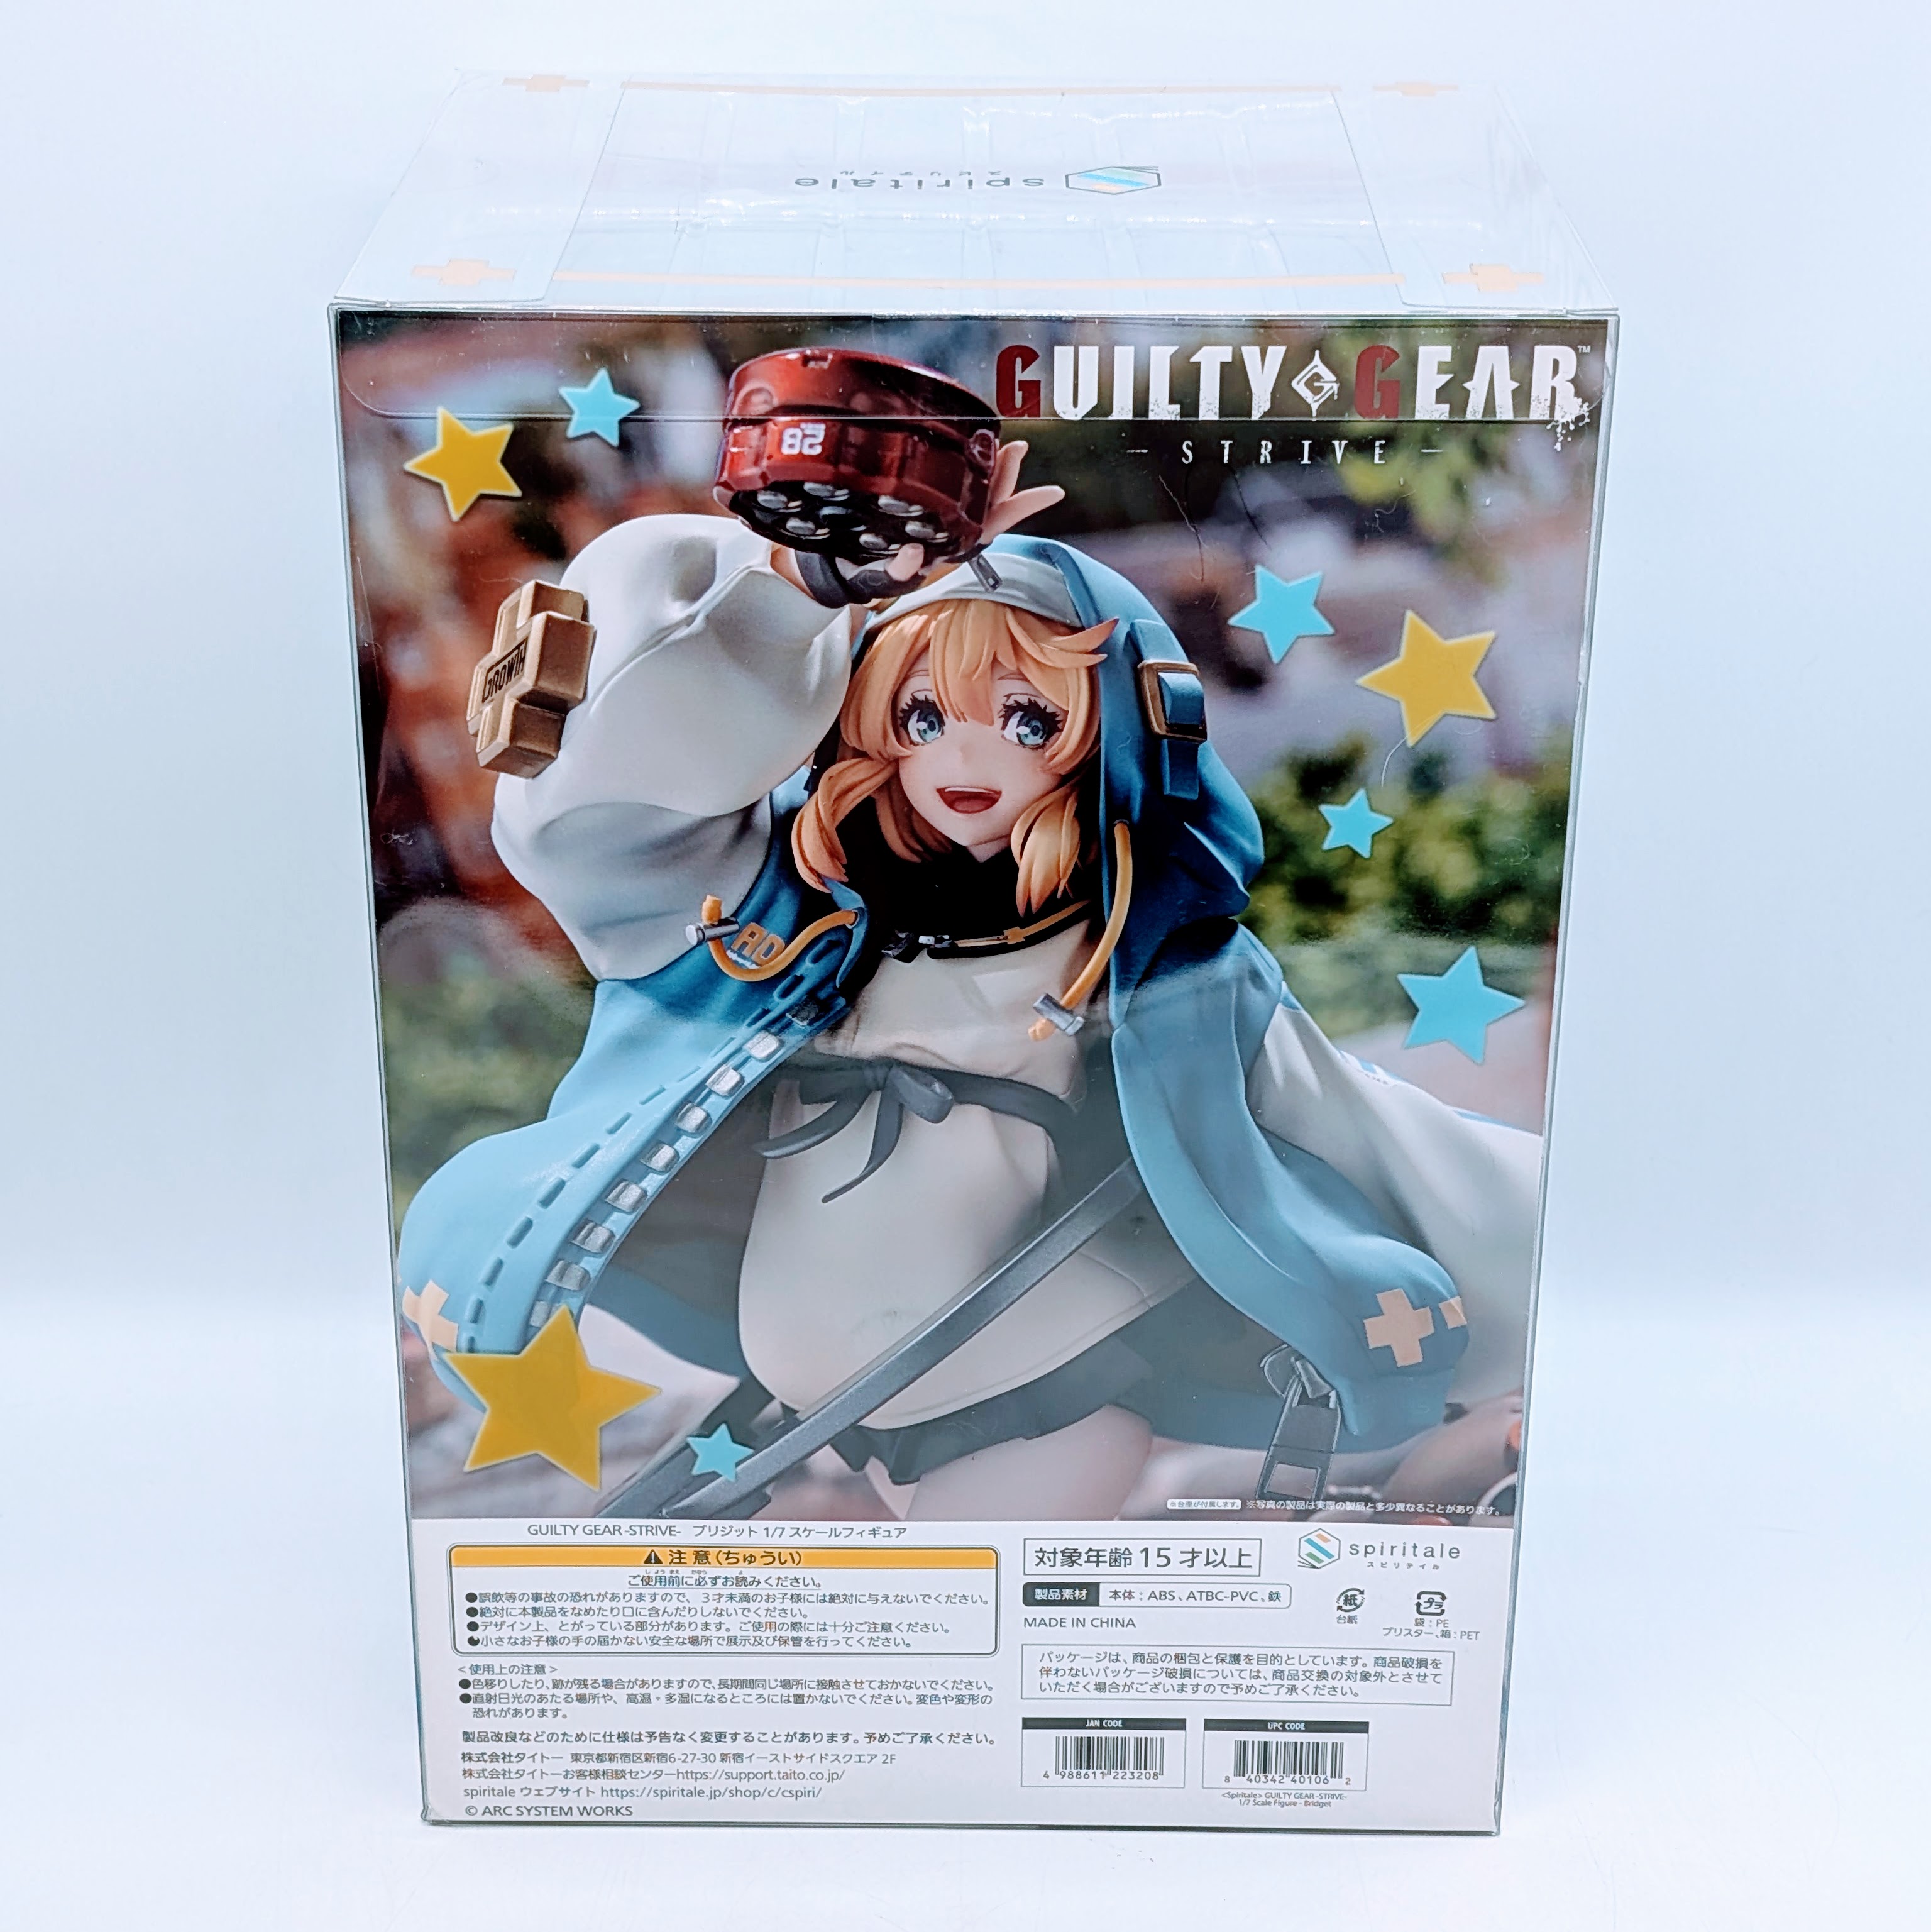 spiritale
スピリテイル
GUILTY GEAR™
- STRIVE -
82
GROWTH
※台座が付属します。 ※写真の製品は実際の製品と多少異なることがあります。
GUILTY GEAR -STRIVE- ブリジット 1/7 スケールフィギュア
⚠ 注意(ちゅうい)
ご使用前に必ずお読みください。
●誤飲等の事故の恐れがありますので、3才未満のお子様には絶対に与えないでください。
●絶対に本製品をなめたり口に含んだりしないでください。
●デザイン上、とがっている部分があります。ご使用の際には十分ご注意ください。
●小さなお子様の手の届かない安全な場所で展示及び保管を行ってください。
<使用上の注意>
●色移りしたり、跡が残る場合がありますので、長期間同じ場所に接触させておかないでください。
●直射日光のあたる場所や、高温・多湿になるところには置かないでください。変色や変形の
恐れがあります。
製品改良などのために仕様は予告なく変更することがあります。予めご了承ください。
株式会社タイトー 東京都新宿区新宿6-27-30 新宿イーストサイドスクエア 2F
株式会社タイトーお客様相談センターhttps://support.taito.co.jp/
spiritale ウェブサイト https://spiritale.jp/shop/c/cspiri/
© ARC SYSTEM WORKS
対象年齢 15 才以上
spiritale
スピリテイル
製品素材 本体：ABS、ATBC-PVC、鉄
MADE IN CHINA
紙
台紙
プラ
袋：PE
ブリスター、箱：PET
パッケージは、商品の梱包と保護を目的としています。商品破損を
伴わないパッケージ破損については、商品交換の対象外とさせて
いただく場合がございますので予めご了承ください。
JAN CODE
4 988611 223208
UPC CODE
8 40342 40106 2
<Spiritale> GUILTY GEAR -STRIVE-
1/7 Scale Figure - Bridget